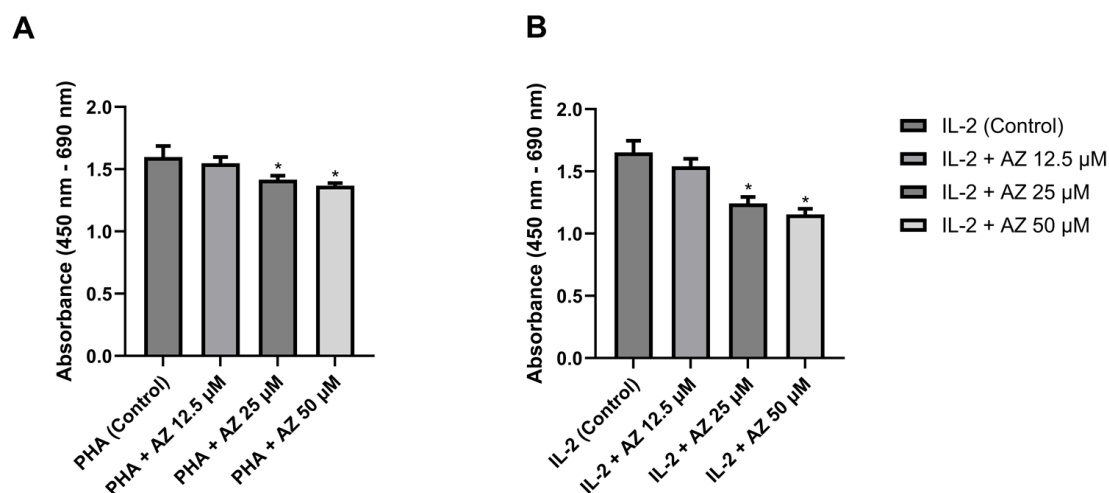 A
Absorbance (450 nm - 690 nm)
2.0
1.5
1.0
0.5
0.0
*
*
PHA (Control)
PHA + AZ 12.5 µM
PHA + AZ 25 µM
PHA + AZ 50 µM
B
Absorbance (450 nm - 690 nm)
2.0
1.5
1.0
0.5
0.0
*
*
IL-2 (Control)
IL-2 + AZ 12.5 µM
IL-2 + AZ 25 µM
IL-2 + AZ 50 µM
IL-2 (Control)
IL-2 + AZ 12.5 µM
IL-2 + AZ 25 µM
IL-2 + AZ 50 µM